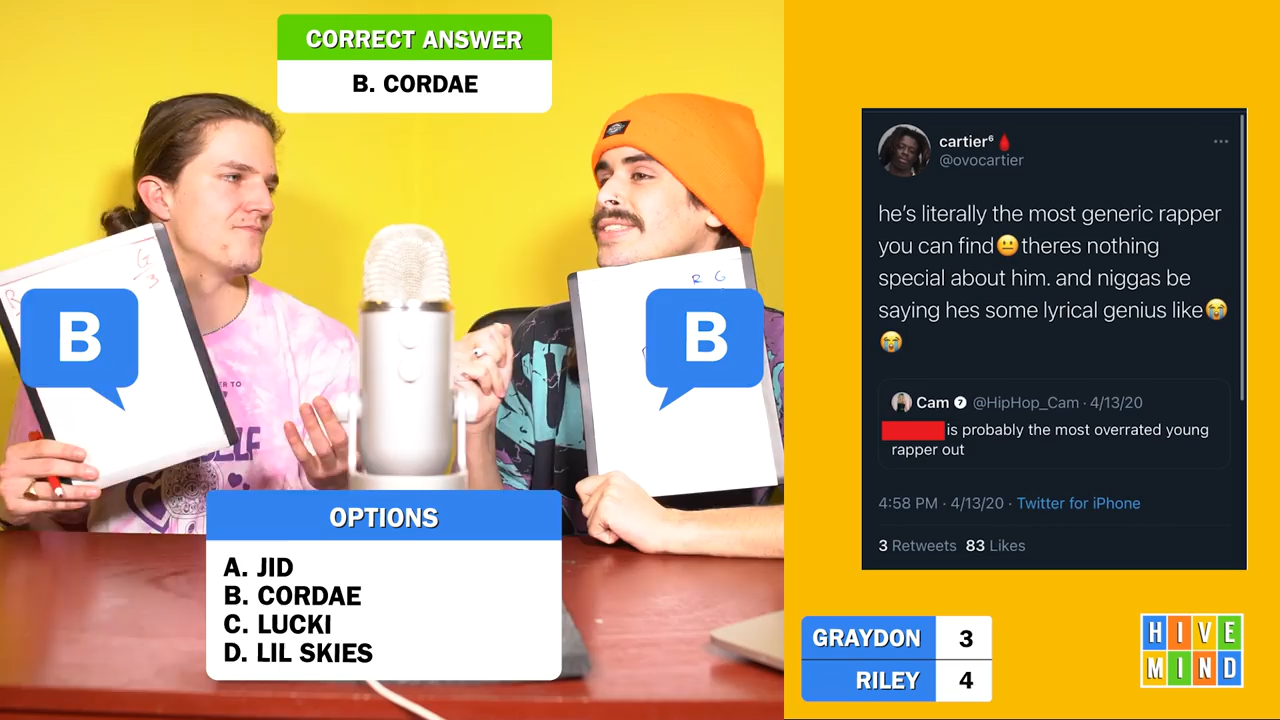 CORRECT ANSWER
B. CORDAE
R
G
3
B
R G
B
OPTIONS
A. JID
B. CORDAE
C. LUCKI
D. LIL SKIES
cartier⁶🩸
@ovocartier
he's literally the most generic rapper
you can find😐theres nothing
special about him. and niggas be
saying hes some lyrical genius like😭
😭
Cam 7 @HipHop_Cam · 4/13/20
is probably the most overrated young
rapper out
4:58 PM · 4/13/20 · Twitter for iPhone
3 Retweets 83 Likes
GRAYDON 3
RILEY 4
HIVE
MIND